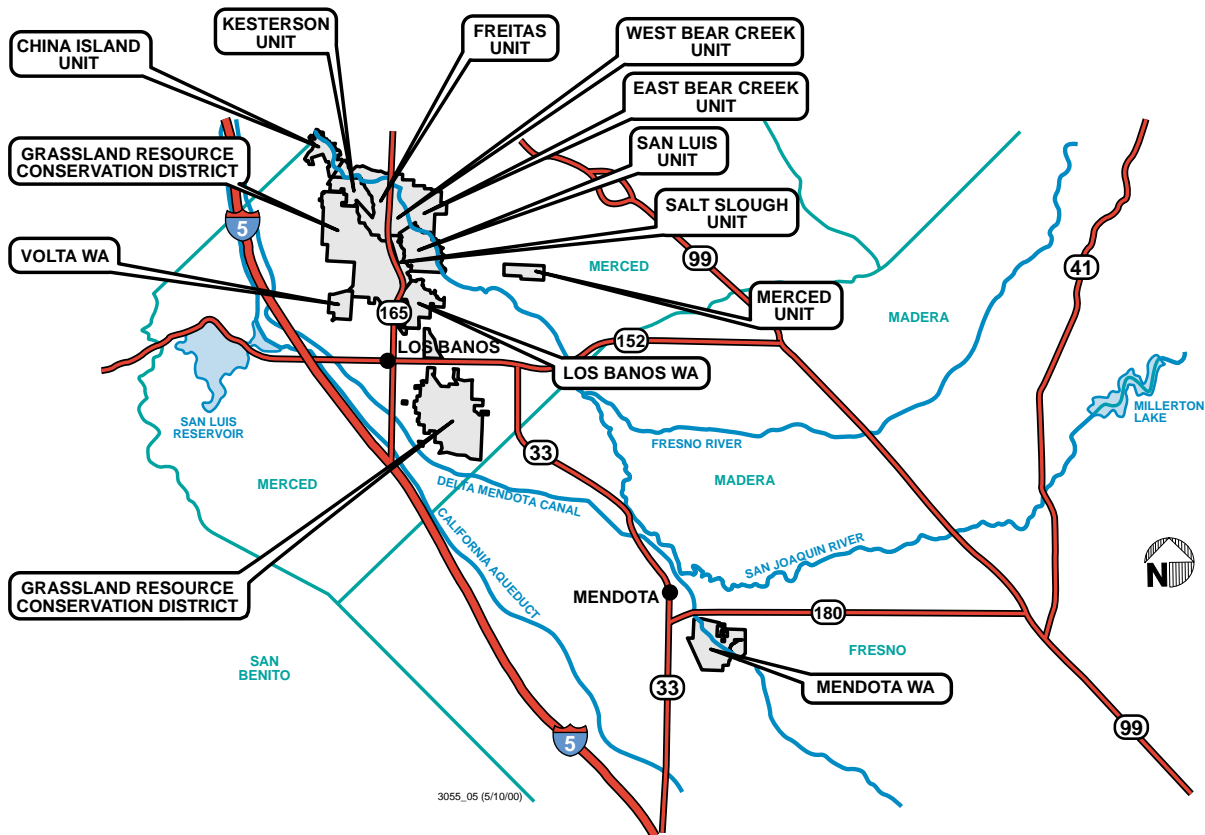 KESTERSON
UNIT
FREITAS
UNIT
WEST BEAR CREEK
UNIT
CHINA ISLAND
UNIT
EAST BEAR CREEK
UNIT
GRASSLAND RESOURCE
CONSERVATION DISTRICT
SAN LUIS
UNIT
SALT SLOUGH
UNIT
5
VOLTA WA
MERCED
99
41
MERCED
UNIT
165
MADERA
LOS BANOS
152
LOS BANOS WA
SAN LUIS
RESERVOIR
MILLERTON
LAKE
33
FRESNO RIVER
MERCED
DELTA MENDOTA CANAL
MADERA
CALIFORNIA AQUEDUCT
SAN JOAQUIN RIVER
N
GRASSLAND RESOURCE
CONSERVATION DISTRICT
MENDOTA
180
SAN
BENITO
FRESNO
33
MENDOTA WA
5
99
3055_05 (5/10/00)